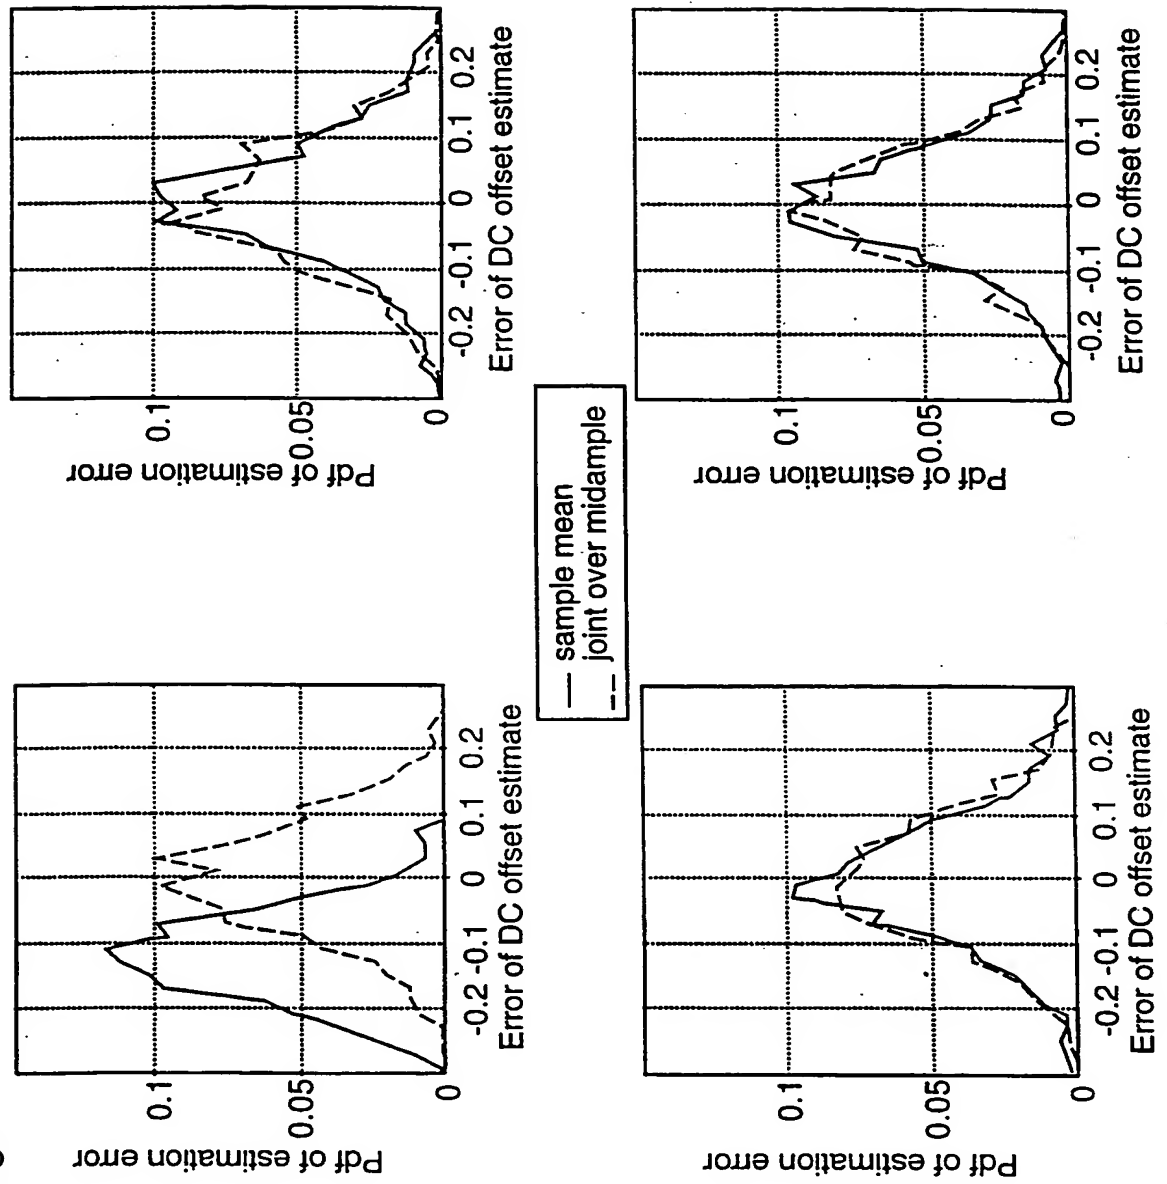 Pdf of estimation error
0.1
0.05
0
-0.2 -0.1 0 0.1 0.2
Error of DC offset estimate
Pdf of estimation error
0.1
0.05
0
-0.2 -0.1 0 0.1 0.2
Error of DC offset estimate
sample mean
joint over midample
Pdf of estimation error
0.1
0.05
0
-0.2 -0.1 0 0.1 0.2
Error of DC offset estimate
Pdf of estimation error
0.1
0.05
0
-0.2 -0.1 0 0.1 0.2
Error of DC offset estimate